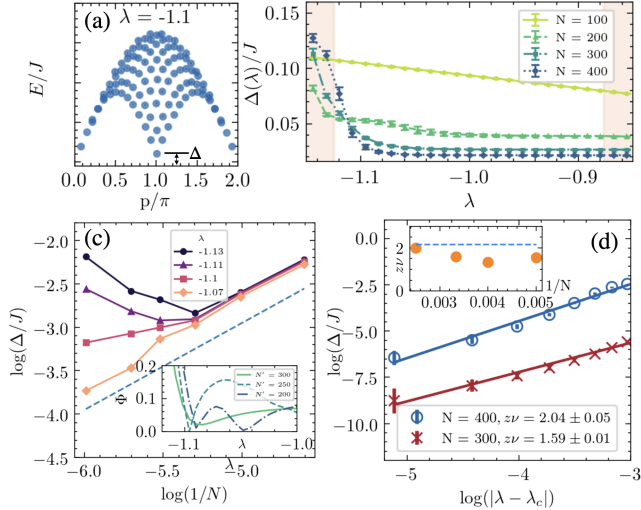 (a) λ = -1.1
E/J
Δ
0.0 0.5 1.0 1.5 2.0
p/π
Δ(λ)/J
0.15
0.10
0.05
N = 100
N = 200
N = 300
N = 400
-1.1 -1.0 -0.9
λ
(c)
log(Δ/J)
-2.0
-2.5
-3.0
-3.5
-4.0
-4.5
λ
-1.13
-1.11
-1.1
-1.07
Φ
0.2
0.1
0.0
N' = 300
N' = 250
N' = 200
-1.1 -1.0
λ
-6.0 -5.5 -5.0
log(1/N)
(d)
log(Δ/J)
0.0
-2.5
-5.0
-7.5
-10.0
zν
2
0
0.003 0.004 0.005
1/N
N = 400, zν = 2.04 ± 0.05
N = 300, zν = 1.59 ± 0.01
-5 -4 -3
log(|λ − λc|)